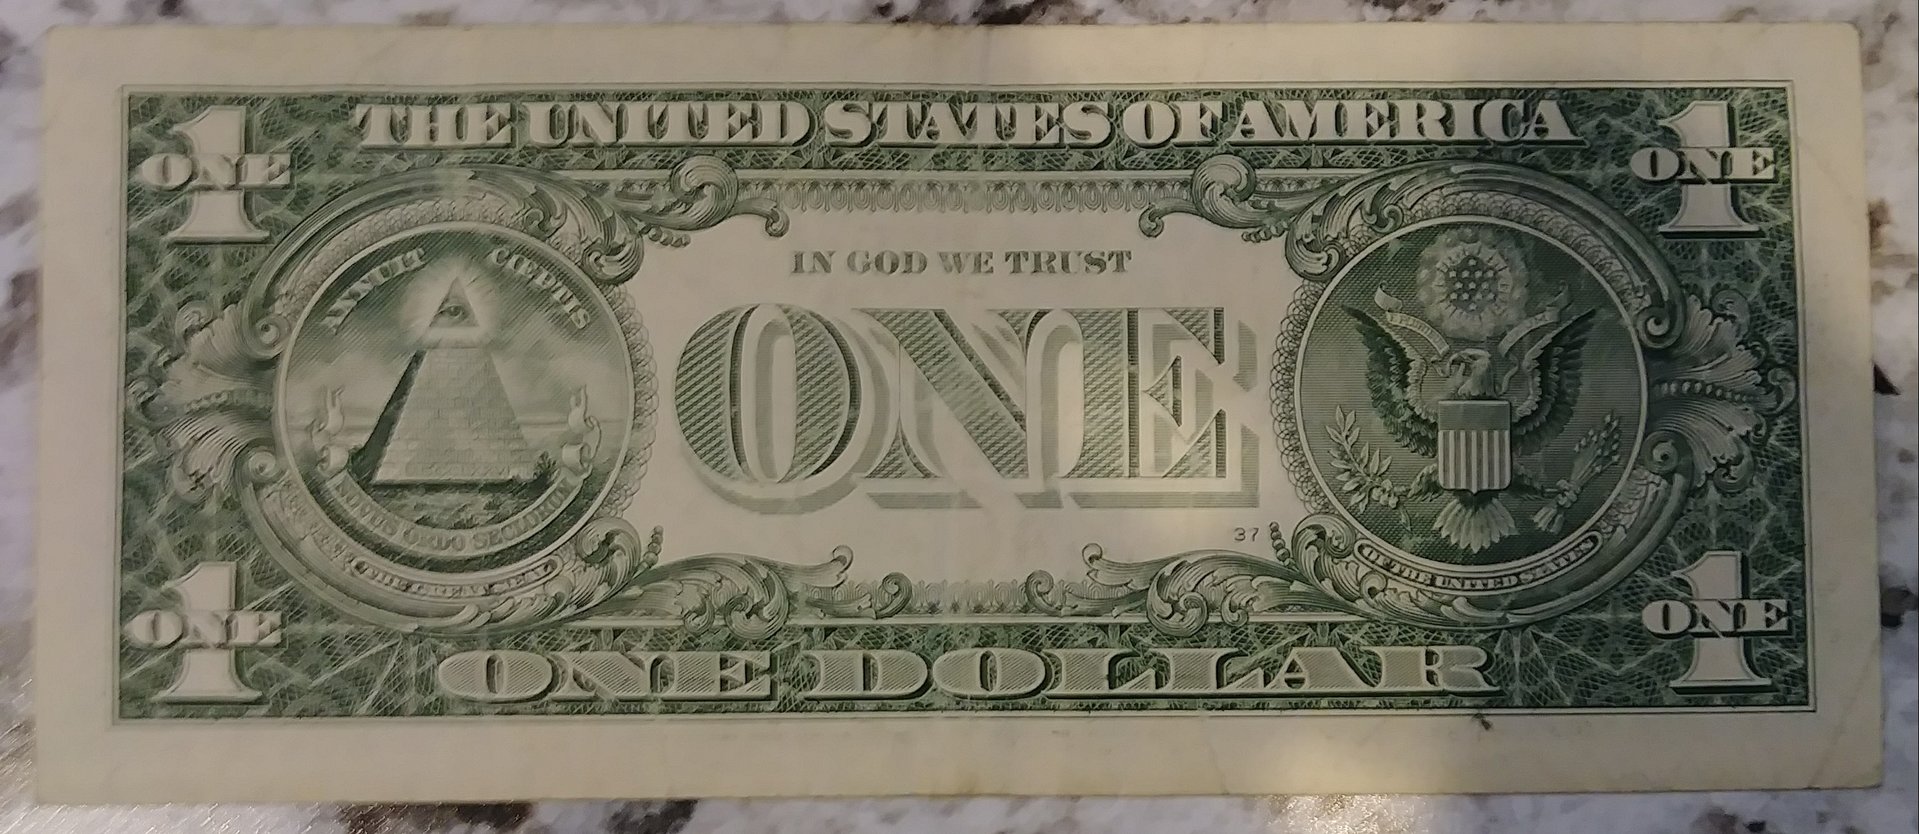 THE UNITED STATES OF AMERICA
1
ONE
1
ONE
ANNUIT CŒPTIS
IN GOD WE TRUST
ONE
NOVUS ORDO SECLORUM
THE GREAT SEAL
37
OF THE UNITED STATES
1
ONE
1
ONE
ONE DOLLAR